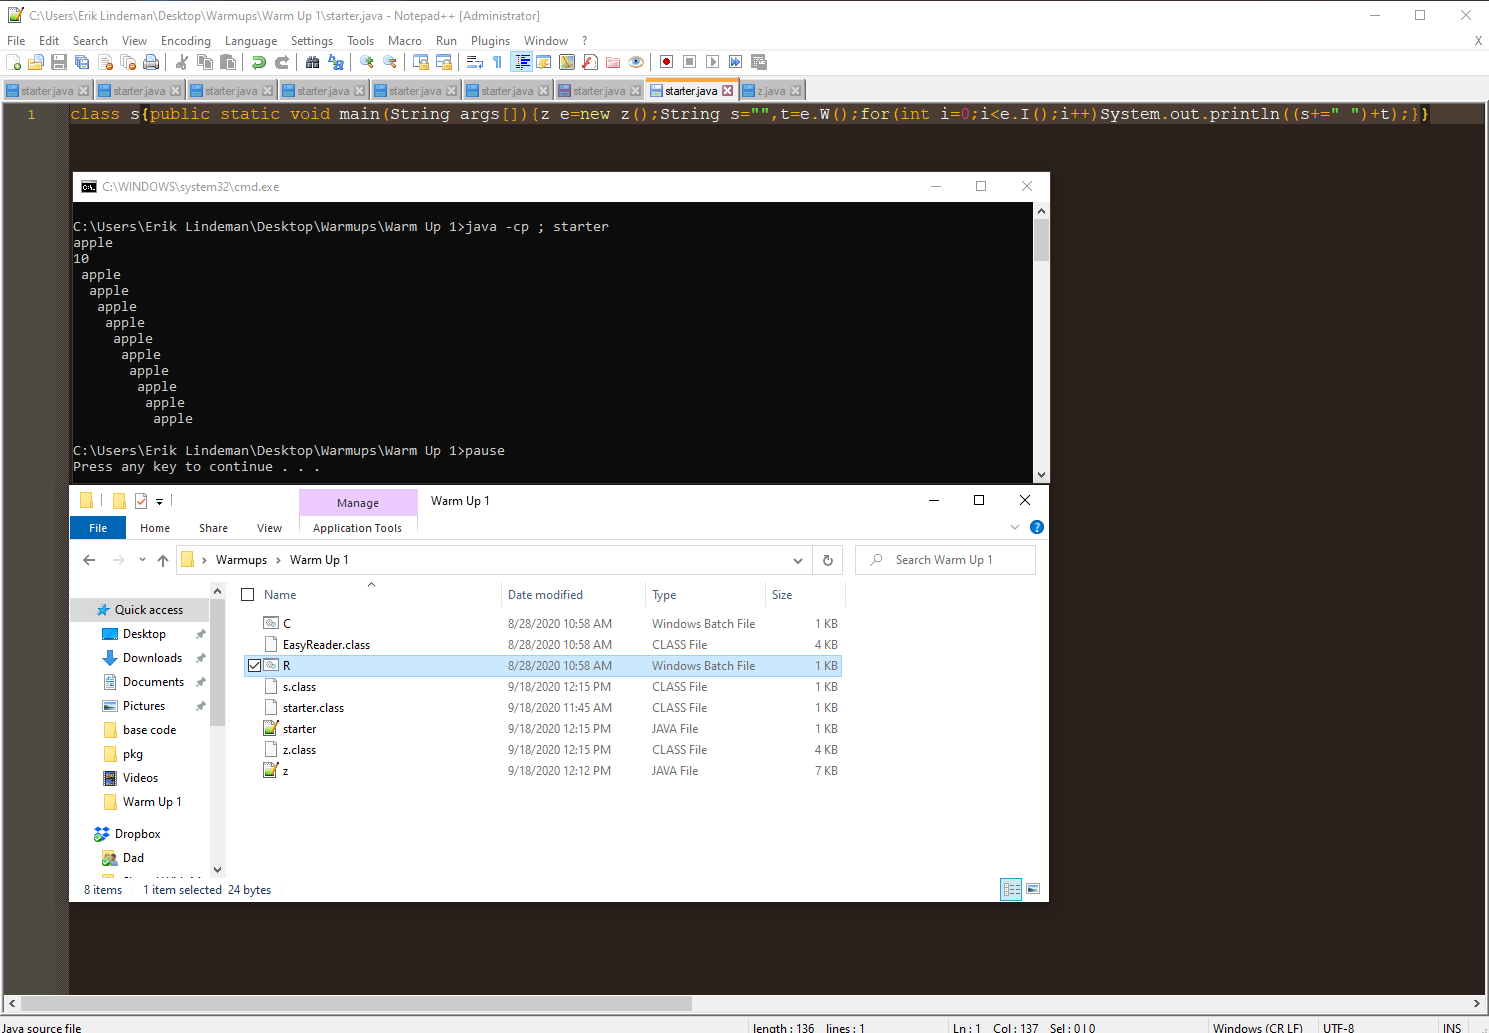 C:\Users\Erik Lindeman\Desktop\Warmups\Warm Up 1\starter.java - Notepad++ [Administrator]
File Edit Search View Encoding Language Settings Tools Macro Run Plugins Window ? X
starter.java starter.java starter.java starter.java starter.java starter.java starter.java starter.java z.java
1 class s{public static void main(String args[]){z e=new z();String s="",t=e.W();for(int i=0;i<e.I();i++)System.out.println((s+=" ")+t);}}
C:\WINDOWS\system32\cmd.exe
C:\Users\Erik Lindeman\Desktop\Warmups\Warm Up 1>java -cp ; starter
apple
10
 apple
  apple
   apple
    apple
     apple
      apple
       apple
        apple
         apple
          apple
C:\Users\Erik Lindeman\Desktop\Warmups\Warm Up 1>pause
Press any key to continue . . .
Manage Warm Up 1
File Home Share View Application Tools
Warmups > Warm Up 1 Search Warm Up 1
Name Date modified Type Size
C 8/28/2020 10:58 AM Windows Batch File 1 KB
EasyReader.class 8/28/2020 10:58 AM CLASS File 4 KB
R 8/28/2020 10:58 AM Windows Batch File 1 KB
s.class 9/18/2020 12:15 PM CLASS File 1 KB
starter.class 9/18/2020 11:45 AM CLASS File 1 KB
starter 9/18/2020 12:15 PM JAVA File 1 KB
z.class 9/18/2020 12:15 PM CLASS File 4 KB
z 9/18/2020 12:12 PM JAVA File 7 KB
Quick access
Desktop
Downloads
Documents
Pictures
base code
pkg
Videos
Warm Up 1
Dropbox
Dad
8 items 1 item selected 24 bytes
Java source file length : 136 lines : 1 Ln : 1 Col : 137 Sel : 0 | 0 Windows (CR LF) UTF-8 INS